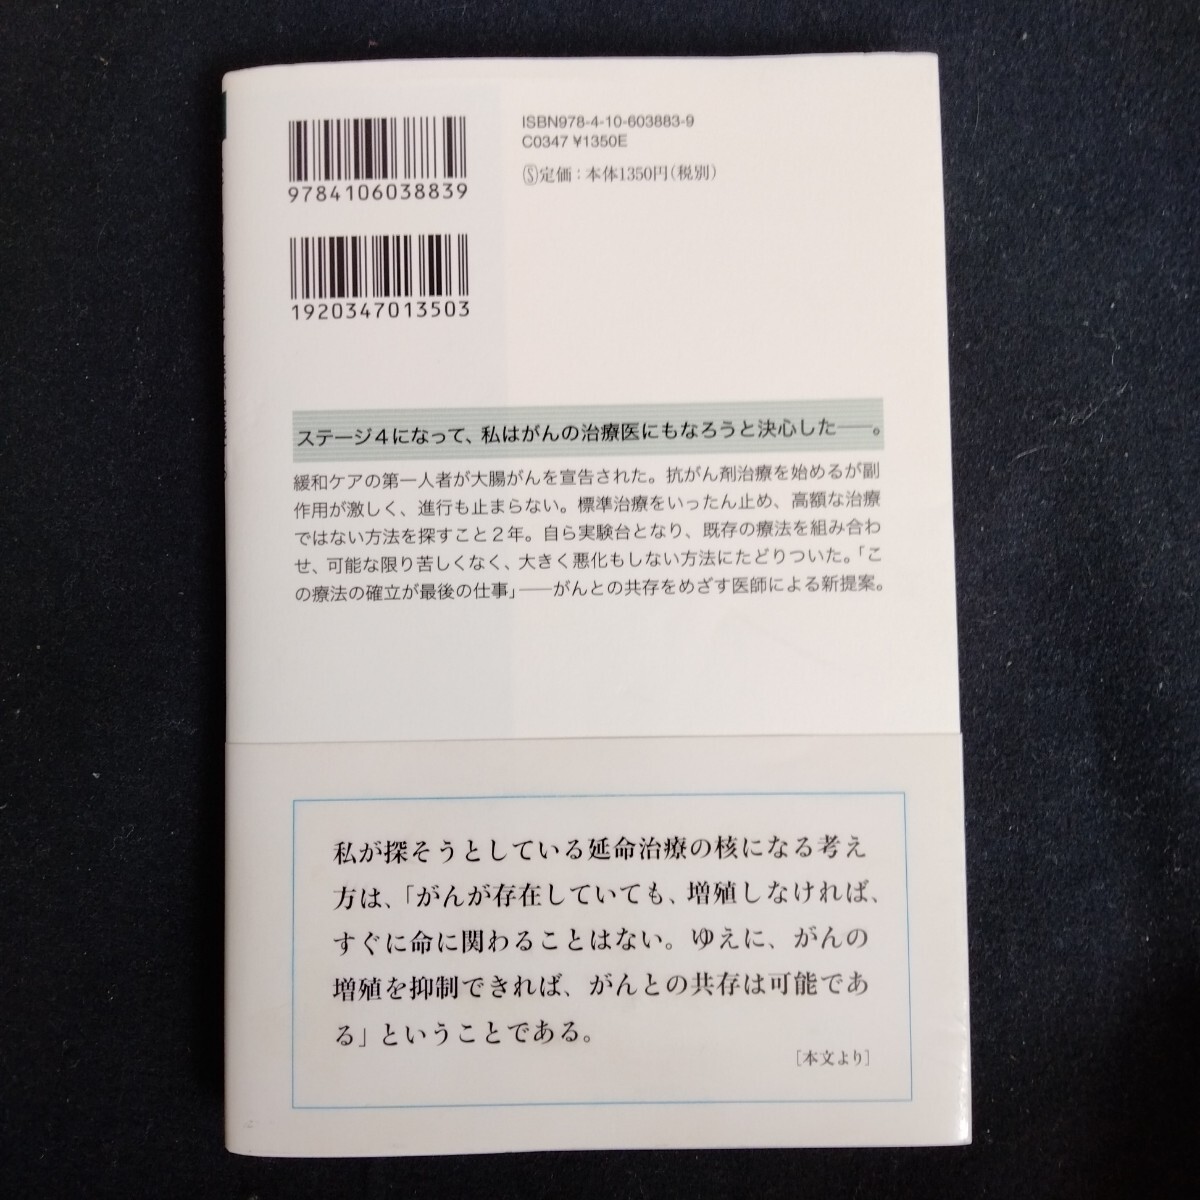 9784106038839
ISBN978-4-10-603883-9
C0347 ¥1350E
Ⓢ定価：本体1350円（税別）
1920347013503
ステージ４になって、私はがんの治療医にもなろうと決心した――。
緩和ケアの第一人者が大腸がんを宣告された。抗がん剤治療を始めるが副
作用が激しく、進行も止まらない。標準治療をいったん止め、高額な治療
ではない方法を探すこと２年。自ら実験台となり、既存の療法を組み合わ
せ、可能な限り苦しくなく、大きく悪化もしない方法にたどりついた。「こ
の療法の確立が最後の仕事」――がんとの共存をめざす医師による新提案。
私が探そうとしている延命治療の核になる考え
方は、「がんが存在していても、増殖しなければ、
すぐに命に関わることはない。ゆえに、がんの
増殖を抑制できれば、がんとの共存は可能であ
る」ということである。
［本文より］